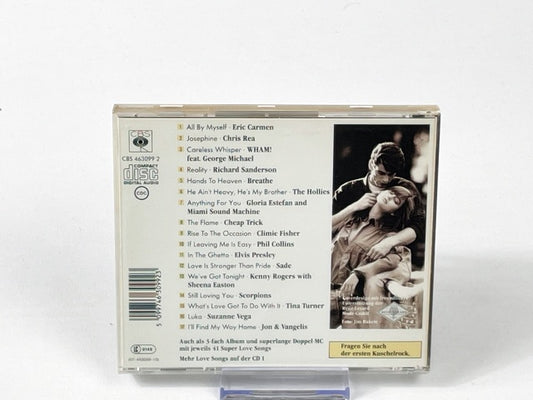 CBS
CBS 463099 2
COMPACT
disc
DIGITAL AUDIO
1 All By Myself · Eric Carmen
2 Josephine · Chris Rea
3 Careless Whisper · WHAM!
feat. George Michael
4 Reality · Richard Sanderson
5 Hands To Heaven · Breathe
6 He Ain't Heavy, He's My Brother · The Hollies
7 Anything For You · Gloria Estefan and
Miami Sound Machine
8 The Flame · Cheap Trick
9 Rise To The Occasion · Climie Fisher
10 If Leaving Me Is Easy · Phil Collins
11 In The Ghetto · Elvis Presley
12 Love Is Stronger Than Pride · Sade
13 We've Got Tonight · Kenny Rogers with
Sheena Easton
14 Still Loving You · Scorpions
15 What's Love Got To Do With It · Tina Turner
16 Luka · Suzanne Vega
17 I'll Find My Way Home · Jon & Vangelis
Auch als 3-fach Album und superlange Doppel MC
mit jeweils 41 Super Love Songs
Mehr Love Songs auf der CD 1
Fragen Sie nach
der ersten Kuschelrock.